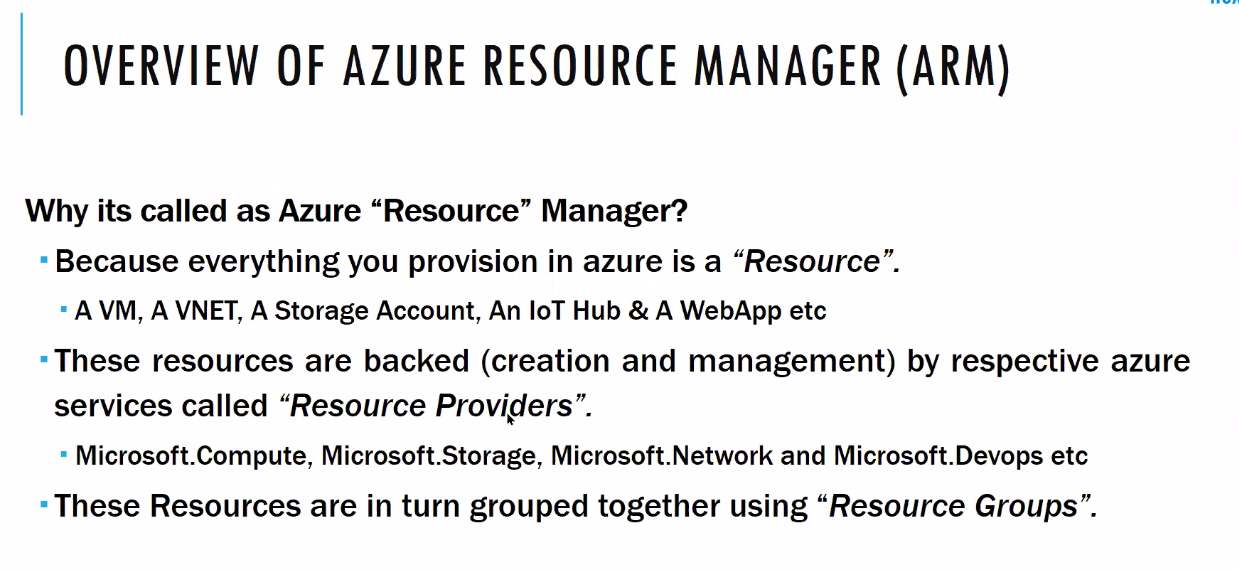 OVERVIEW OF AZURE RESOURCE MANAGER (ARM)
Why its called as Azure “Resource” Manager?
Because everything you provision in azure is a “Resource”.
A VM, A VNET, A Storage Account, An IoT Hub & A WebApp etc
These resources are backed (creation and management) by respective azure
services called “Resource Providers”.
Microsoft.Compute, Microsoft.Storage, Microsoft.Network and Microsoft.Devops etc
These Resources are in turn grouped together using “Resource Groups”.